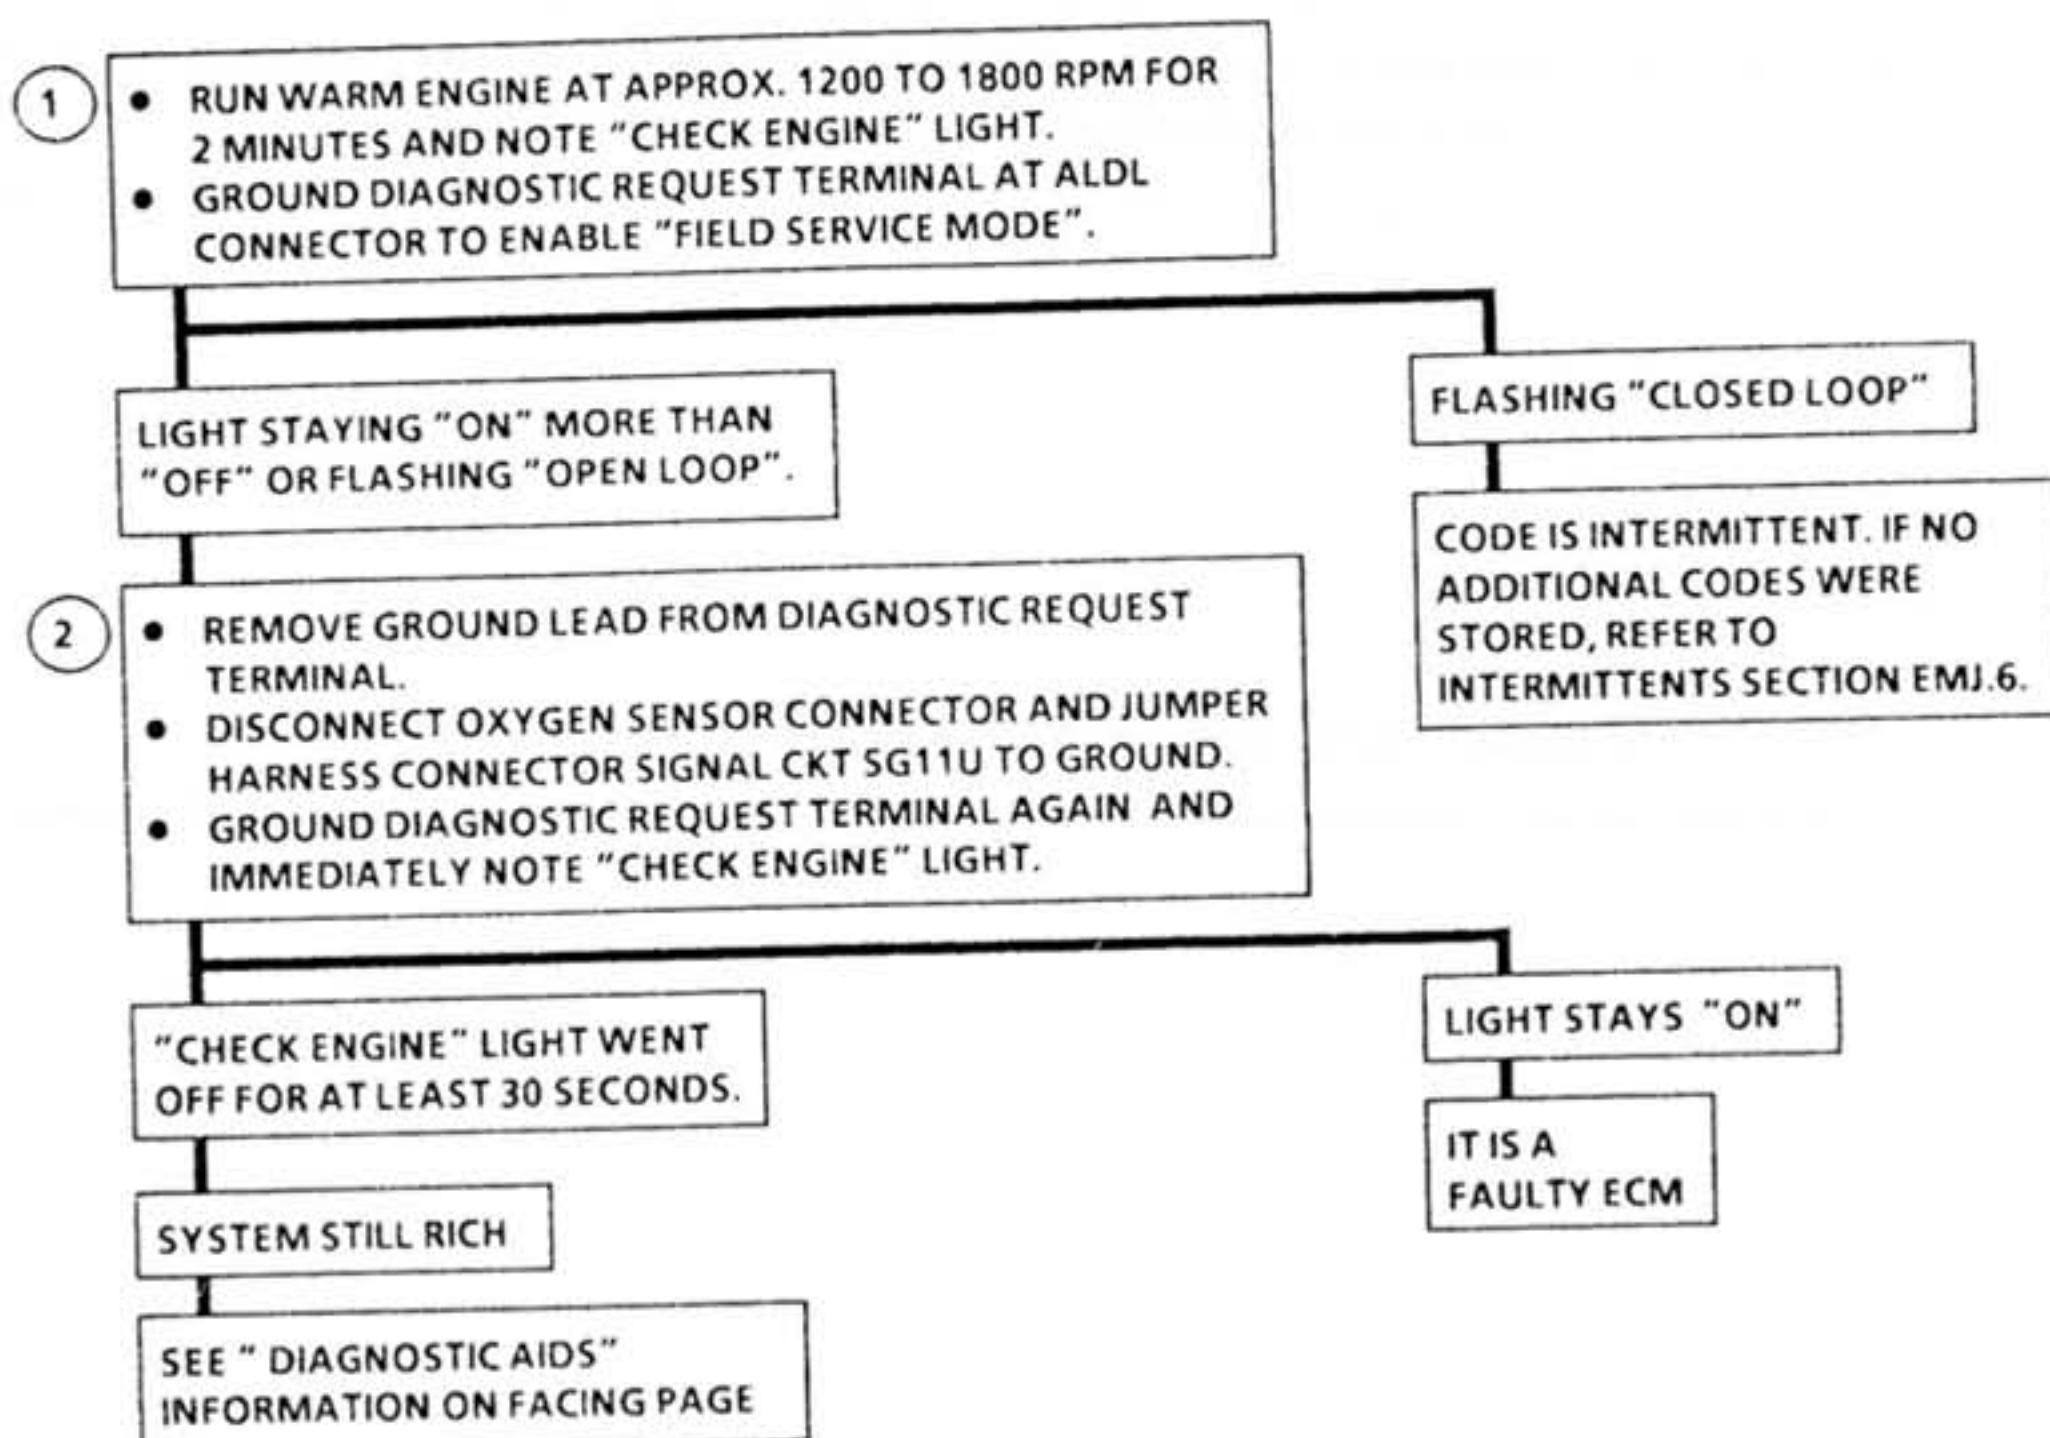 1
● RUN WARM ENGINE AT APPROX. 1200 TO 1800 RPM FOR
2 MINUTES AND NOTE "CHECK ENGINE" LIGHT.
● GROUND DIAGNOSTIC REQUEST TERMINAL AT ALDL
CONNECTOR TO ENABLE "FIELD SERVICE MODE".
LIGHT STAYING "ON" MORE THAN
"OFF" OR FLASHING "OPEN LOOP".
FLASHING "CLOSED LOOP"
CODE IS INTERMITTENT. IF NO
ADDITIONAL CODES WERE
STORED, REFER TO
INTERMITTENTS SECTION EMJ.6.
2
● REMOVE GROUND LEAD FROM DIAGNOSTIC REQUEST
TERMINAL.
● DISCONNECT OXYGEN SENSOR CONNECTOR AND JUMPER
HARNESS CONNECTOR SIGNAL CKT 5G11U TO GROUND.
● GROUND DIAGNOSTIC REQUEST TERMINAL AGAIN AND
IMMEDIATELY NOTE "CHECK ENGINE" LIGHT.
"CHECK ENGINE" LIGHT WENT
OFF FOR AT LEAST 30 SECONDS.
LIGHT STAYS "ON"
IT IS A
FAULTY ECM
SYSTEM STILL RICH
SEE " DIAGNOSTIC AIDS"
INFORMATION ON FACING PAGE